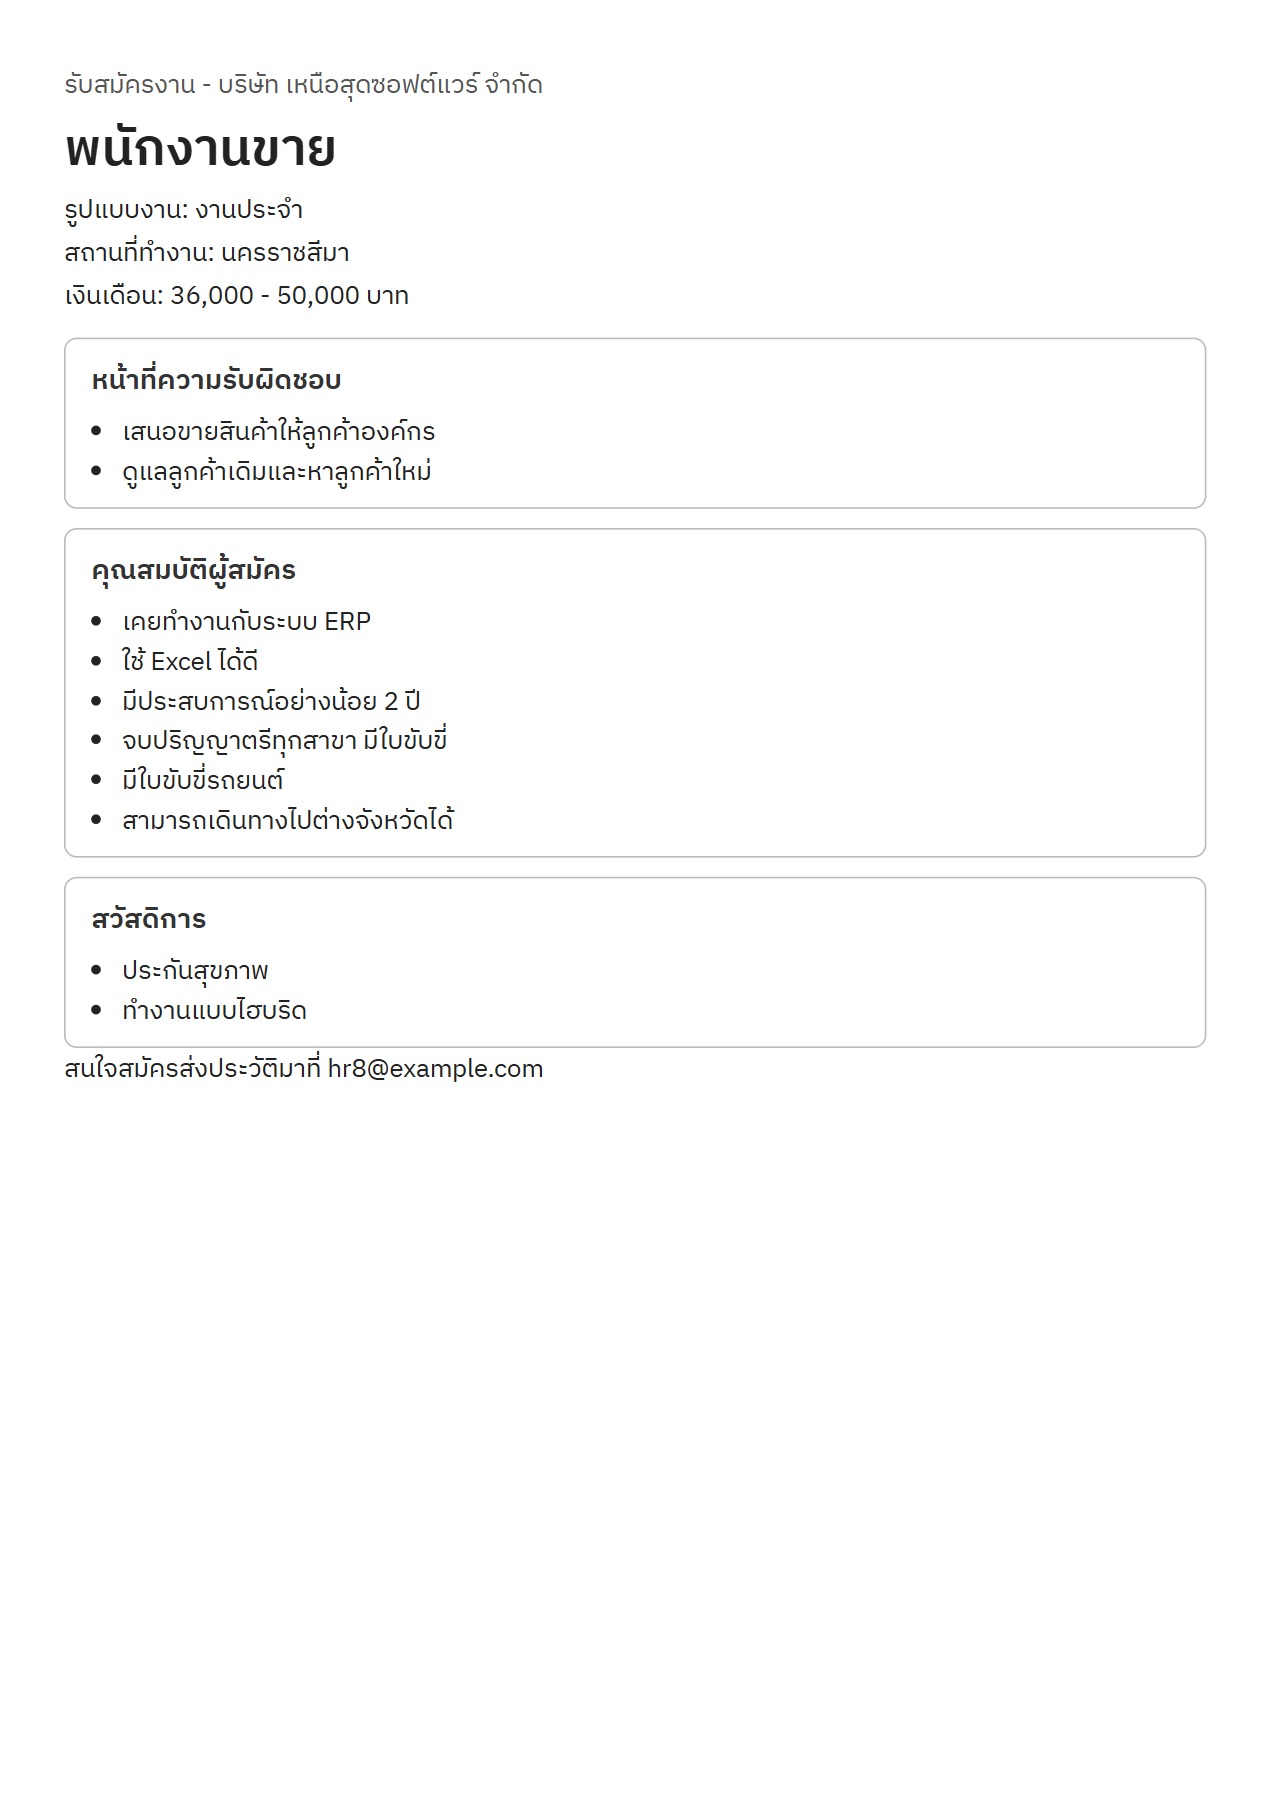 รับสมัครงาน - บริษัท เหนือสุดซอฟต์แวร์ จำกัด
พนักงานขาย
รูปแบบงาน: งานประจำ
สถานที่ทำงาน: นครราชสีมา
เงินเดือน: 36,000 - 50,000 บาท
หน้าที่ความรับผิดชอบ
• เสนอขายสินค้าให้ลูกค้าองค์กร
• ดูแลลูกค้าเดิมและหาลูกค้าใหม่
คุณสมบัติผู้สมัคร
• เคยทำงานกับระบบ ERP
• ใช้ Excel ได้ดี
• มีประสบการณ์อย่างน้อย 2 ปี
• จบปริญญาตรีทุกสาขา มีใบขับขี่
• มีใบขับขี่รถยนต์
• สามารถเดินทางไปต่างจังหวัดได้
สวัสดิการ
• ประกันสุขภาพ
• ทำงานแบบไฮบริด
สนใจสมัครส่งประวัติมาที่ hr8@example.com